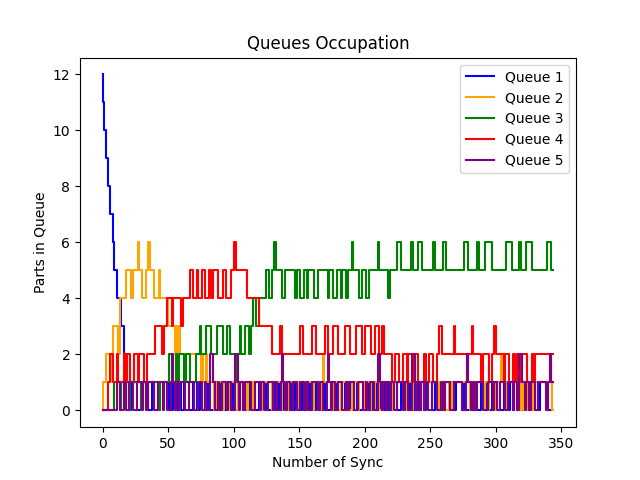 Queues Occupation
Queue 1
Queue 2
Queue 3
Queue 4
Queue 5
Parts in Queue
12
10
8
6
4
2
0
0 50 100 150 200 250 300 350
Number of Sync